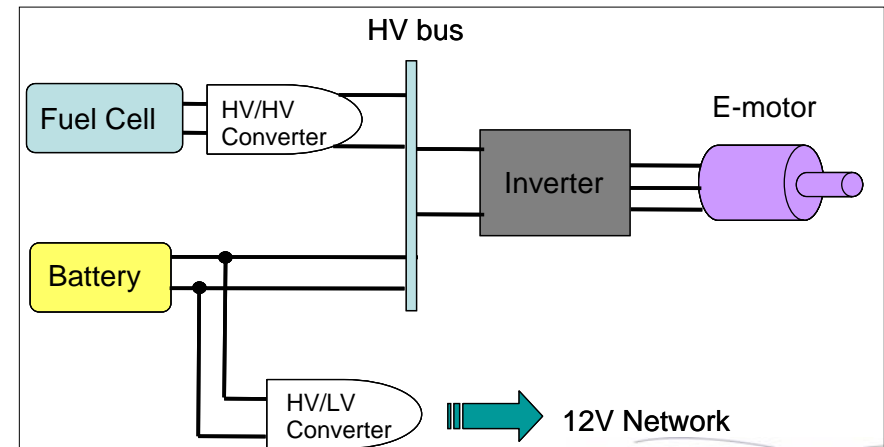 HV bus
Fuel Cell
HV/HV
Converter
E-motor
Inverter
Battery
HV/LV
Converter
12V Network